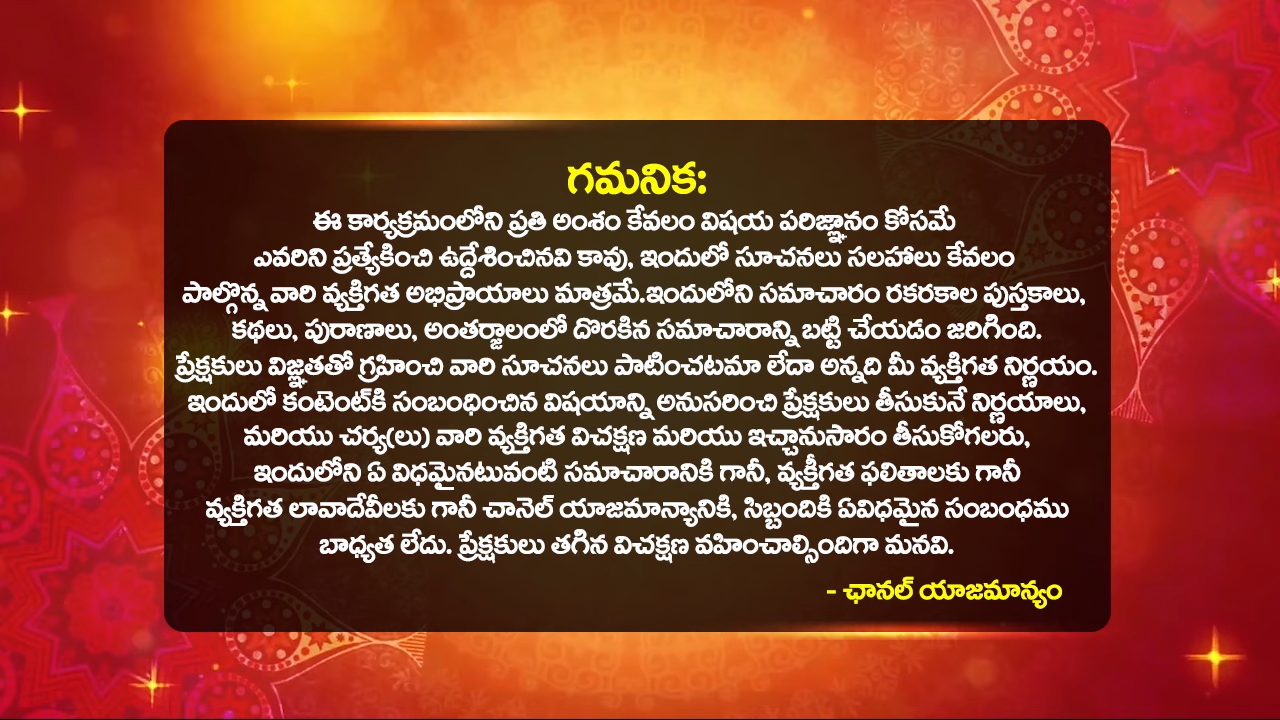 గమనిక:
ఈ కార్యక్రమంలోని ప్రతి అంశం కేవలం విషయ పరిజ్ఞానం కోసమే
ఎవరిని ప్రత్యేకించి ఉద్దేశించినవి కావు, ఇందులో సూచనలు సలహాలు కేవలం
పాల్గొన్న వారి వ్యక్తిగత అభిప్రాయాలు మాత్రమే.ఇందులోని సమాచారం రకరకాల పుస్తకాలు,
కథలు, పురాణాలు, అంతర్జాలంలో దొరకిన సమాచారాన్ని బట్టి చేయడం జరిగింది.
ప్రేక్షకులు విజ్ఞతతో గ్రహించి వారి సూచనలు పాటించటమా లేదా అన్నది మీ వ్యక్తిగత నిర్ణయం.
ఇందులో కంటెంట్‌కి సంబంధించిన విషయాన్ని అనుసరించి ప్రేక్షకులు తీసుకునే నిర్ణయాలు,
మరియు చర్య(లు) వారి వ్యక్తిగత విచక్షణ మరియు ఇచ్చానుసారం తీసుకోగలరు,
ఇందులోని ఏ విధమైనటువంటి సమాచారానికి గానీ, వ్యక్తీగత ఫలితాలకు గానీ
వ్యక్తిగత లావాదేవీలకు గానీ చానెల్ యాజమాన్యానికి, సిబ్బందికి ఏవిధమైన సంబంధము
బాధ్యత లేదు. ప్రేక్షకులు తగిన విచక్షణ వహించాల్సిందిగా మనవి.
- ఛానల్ యాజమాన్యం